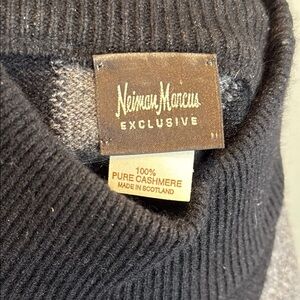 Neiman Marcus
EXCLUSIVE
100%
PURE CASHMERE
MADE IN SCOTLAND